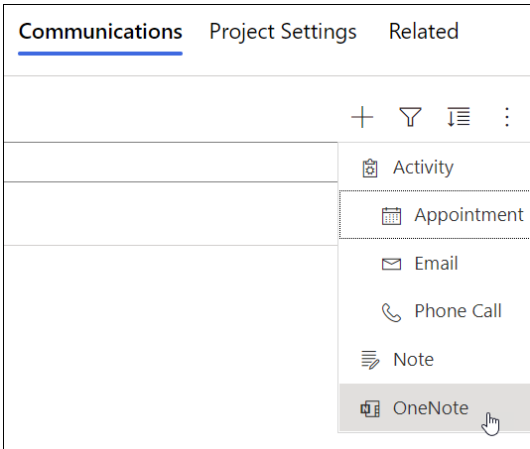 Communications Project Settings Related
Activity
Appointment
Email
Phone Call
Note
OneNote